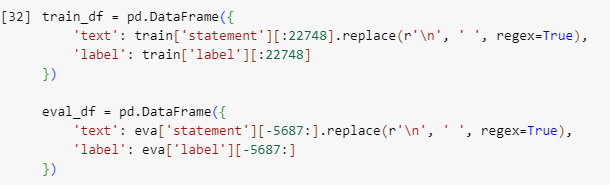 [32] train_df = pd.DataFrame({
'text': train['statement'][:22748].replace(r'\n', ' ', regex=True),
'label': train['label'][:22748]
})
eval_df = pd.DataFrame({
'text': eva['statement'][-5687:].replace(r'\n', ' ', regex=True),
'label': eva['label'][-5687:]
})